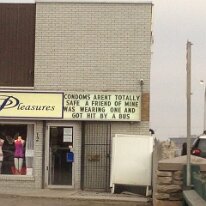 Pleasures
CONDOMS ARENT TOTALLY
SAFE A FRIEND OF MINE
WAS WEARING ONE AND
GOT HIT BY A BUS